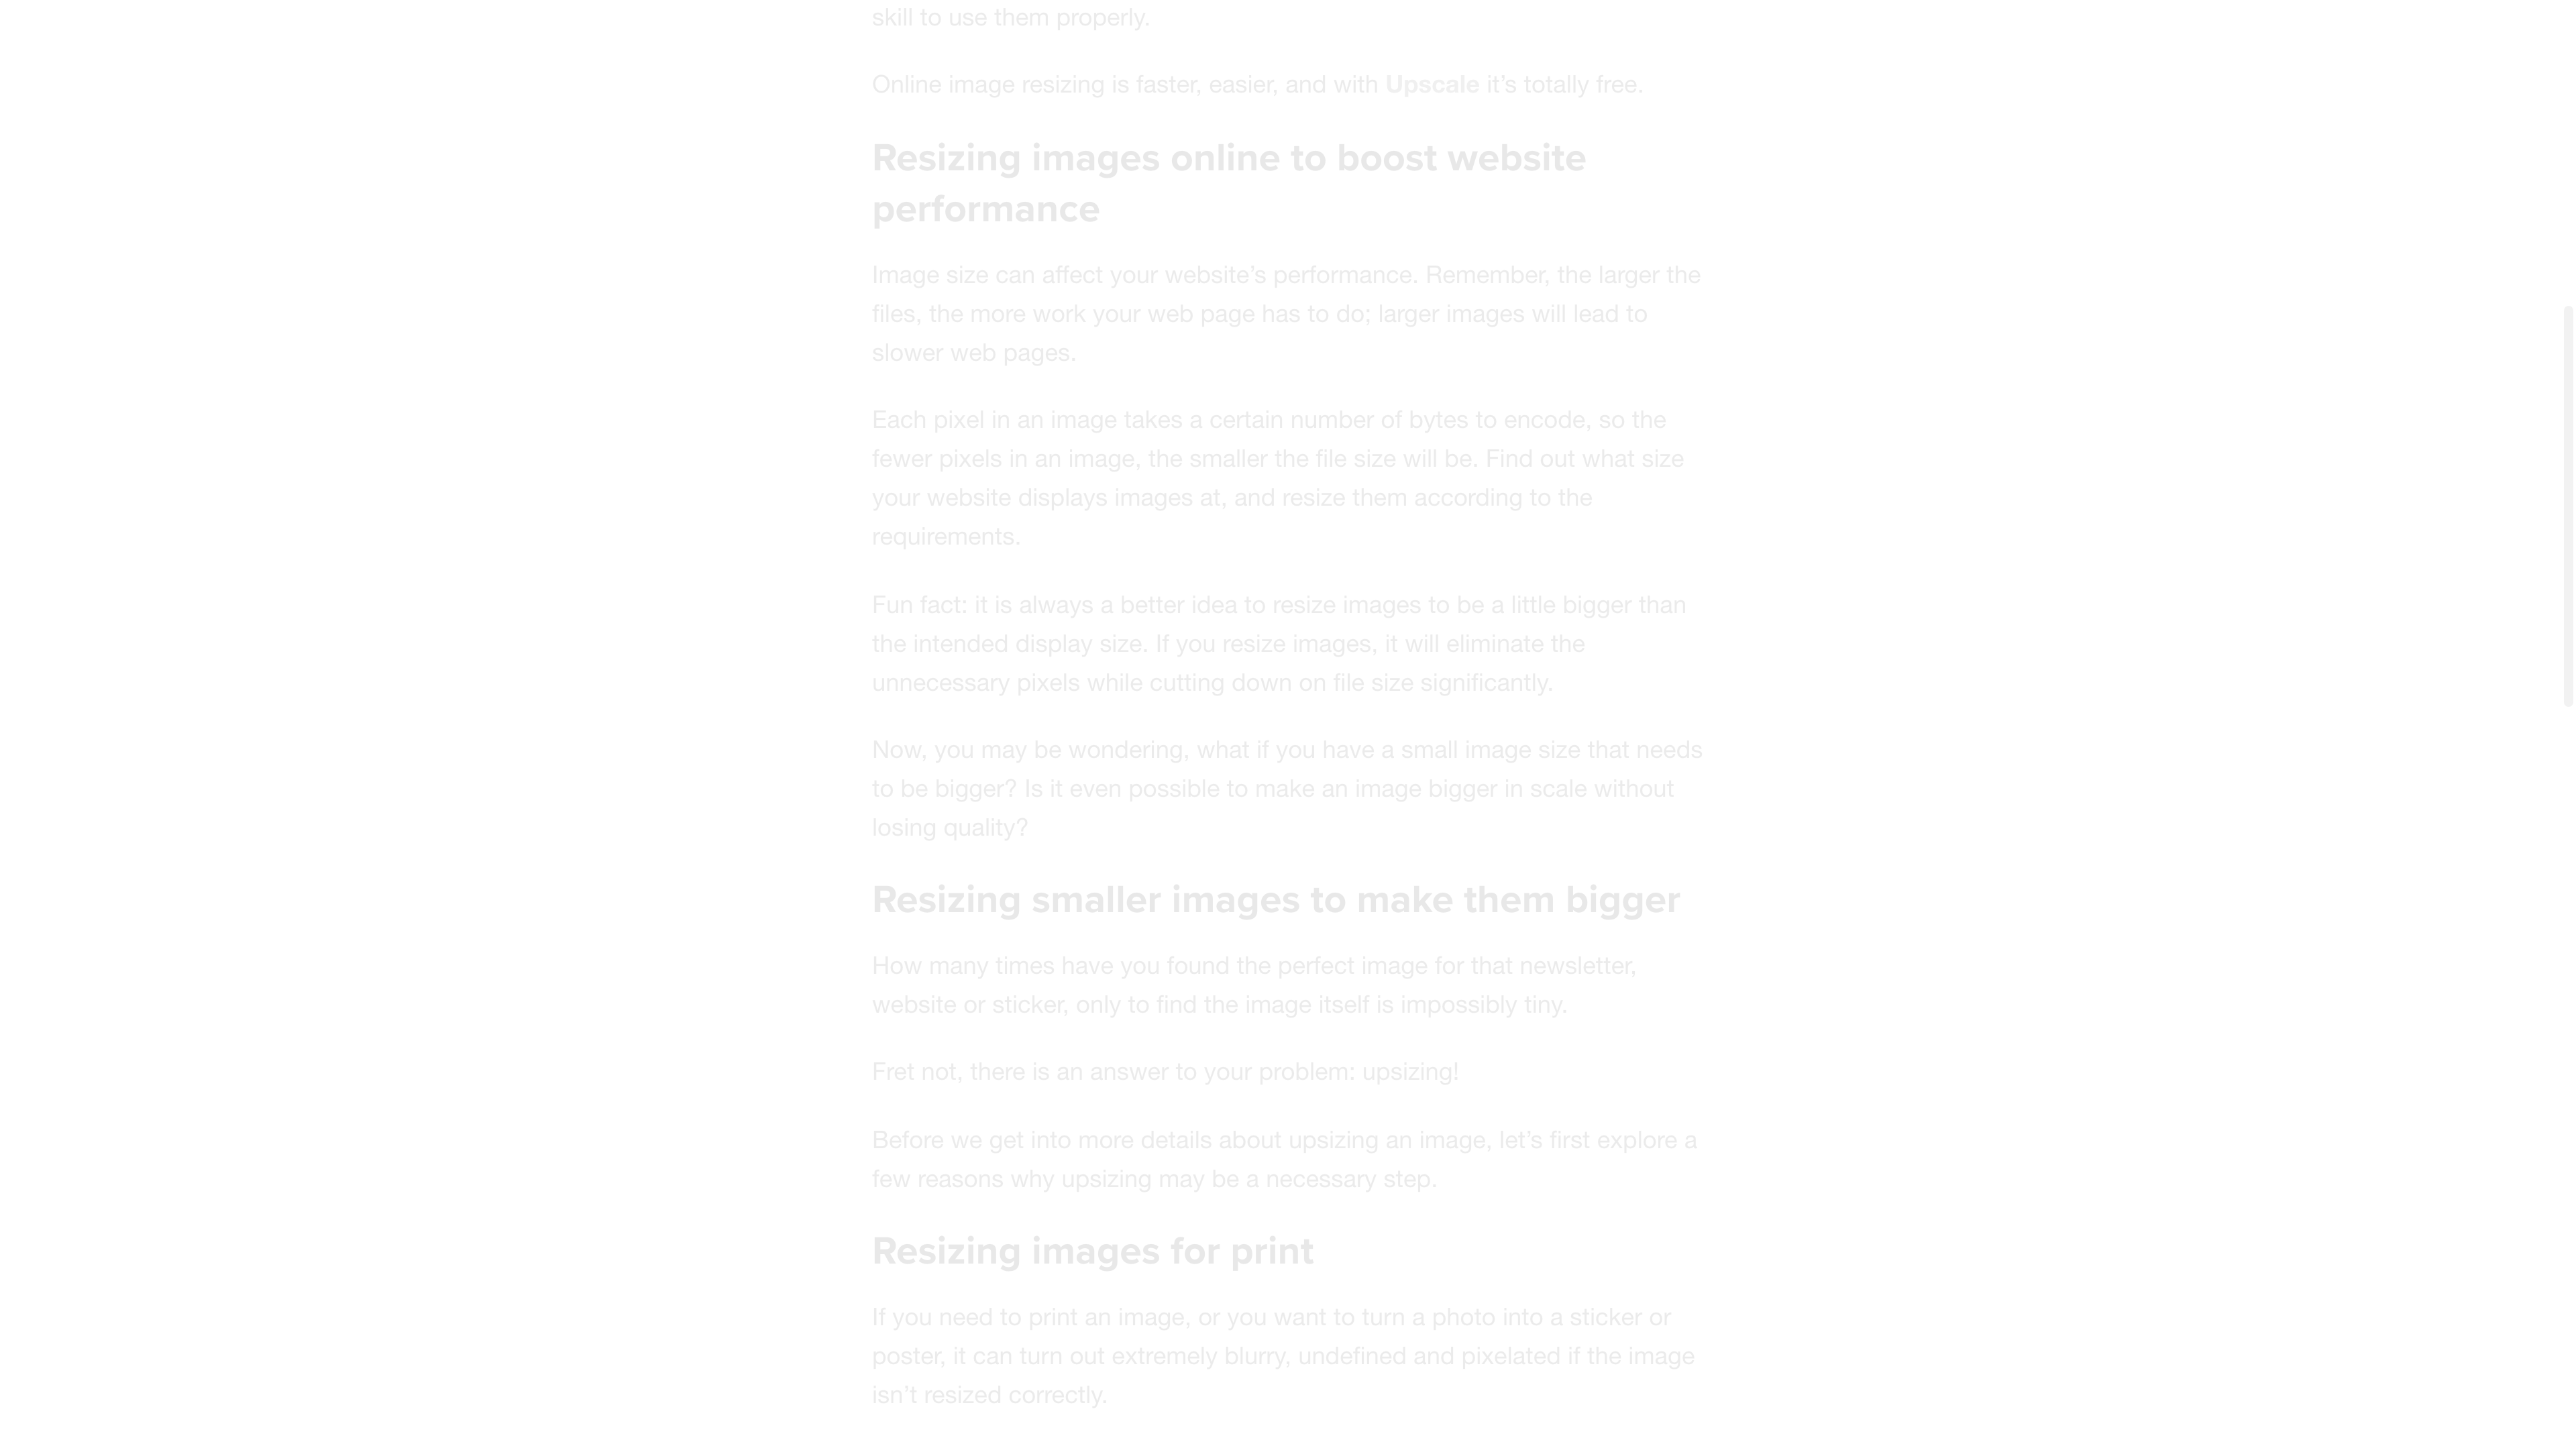 skill to use them properly.
Online image resizing is faster, easier, and with Upscale it’s totally free.
Resizing images online to boost website
performance
Image size can affect your website’s performance. Remember, the larger the
files, the more work your web page has to do; larger images will lead to
slower web pages.
Each pixel in an image takes a certain number of bytes to encode, so the
fewer pixels in an image, the smaller the file size will be. Find out what size
your website displays images at, and resize them according to the
requirements.
Fun fact: it is always a better idea to resize images to be a little bigger than
the intended display size. If you resize images, it will eliminate the
unnecessary pixels while cutting down on file size significantly.
Now, you may be wondering, what if you have a small image size that needs
to be bigger? Is it even possible to make an image bigger in scale without
losing quality?
Resizing smaller images to make them bigger
How many times have you found the perfect image for that newsletter,
website or sticker, only to find the image itself is impossibly tiny.
Fret not, there is an answer to your problem: upsizing!
Before we get into more details about upsizing an image, let’s first explore a
few reasons why upsizing may be a necessary step.
Resizing images for print
If you need to print an image, or you want to turn a photo into a sticker or
poster, it can turn out extremely blurry, undefined and pixelated if the image
isn’t resized correctly.